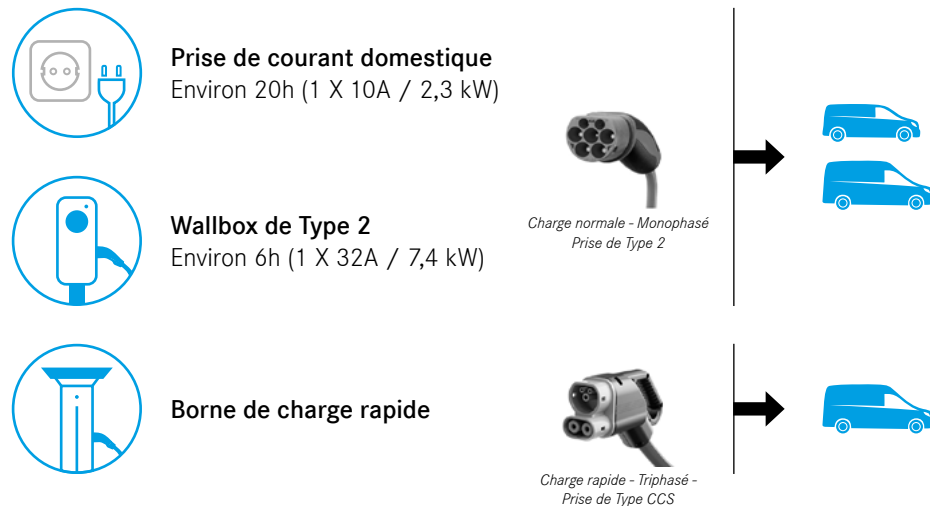 Prise de courant domestique
Environ 20h (1 X 10A / 2,3 kW)
Charge normale - Monophasé
Prise de Type 2
Wallbox de Type 2
Environ 6h (1 X 32A / 7,4 kW)
Borne de charge rapide
Charge rapide - Triphasé -
Prise de Type CCS